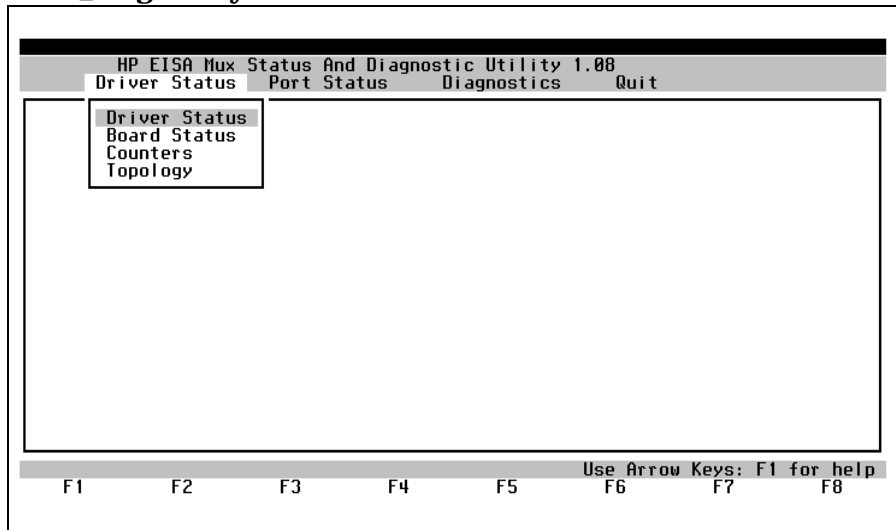 HP EISA Mux Status And Diagnostic Utility 1.08
Driver Status Port Status Diagnostics Quit
Driver Status
Board Status
Counters
Topology
Use Arrow Keys: F1 for help
F1 F2 F3 F4 F5 F6 F7 F8